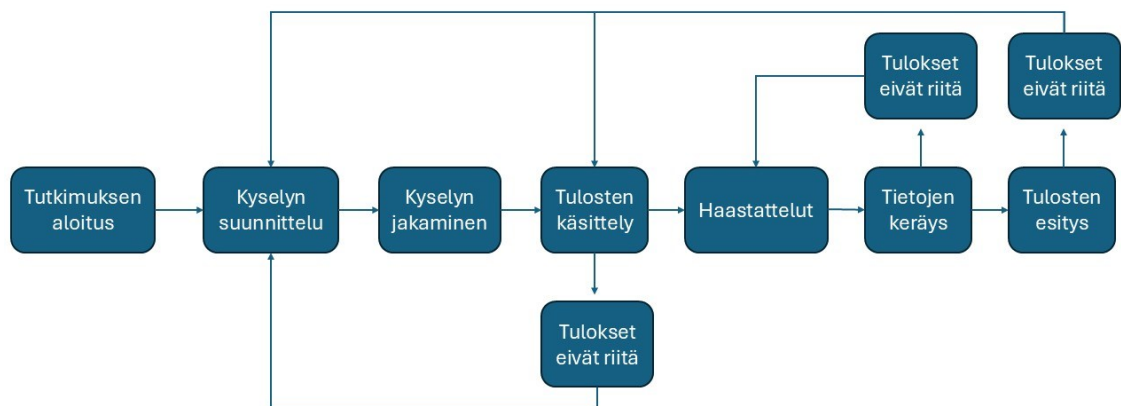 Tulokset
eivät riitä
Tulokset
eivät riitä
Tutkimuksen
aloitus
Kyselyn
suunnittelu
Kyselyn
jakaminen
Tulosten
käsittely
Haastattelut
Tietojen
keräys
Tulosten
esitys
Tulokset
eivät riitä